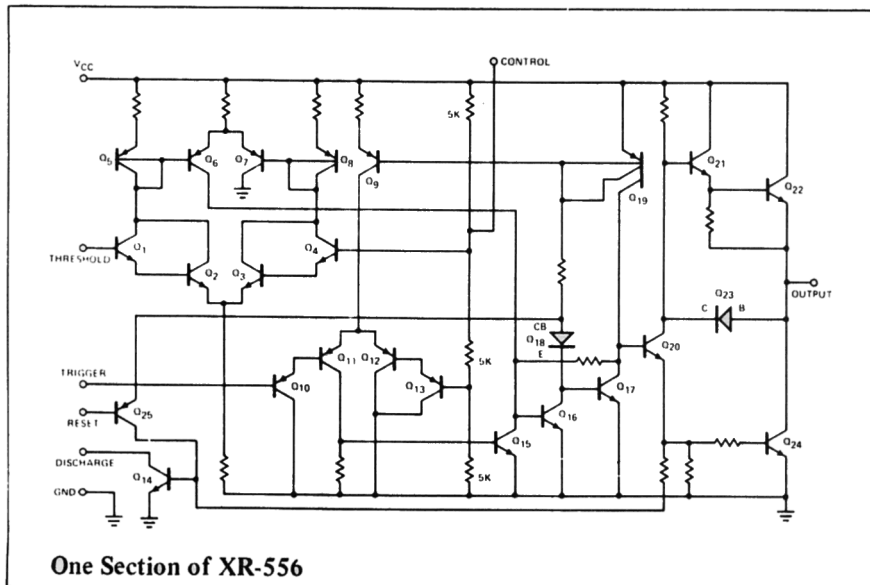 CONTROL
VCC
5K
Q5
Q6
Q7
Q8
Q9
Q19
Q21
Q22
Q1
Q2
Q3
Q4
THRESHOLD
Q23
C
B
OUTPUT
CB
Q18
E
Q20
TRIGGER
Q10
Q11
Q12
Q13
5K
Q17
Q16
RESET
Q25
Q15
Q24
DISCHARGE
Q14
5K
GND
One Section of XR-556